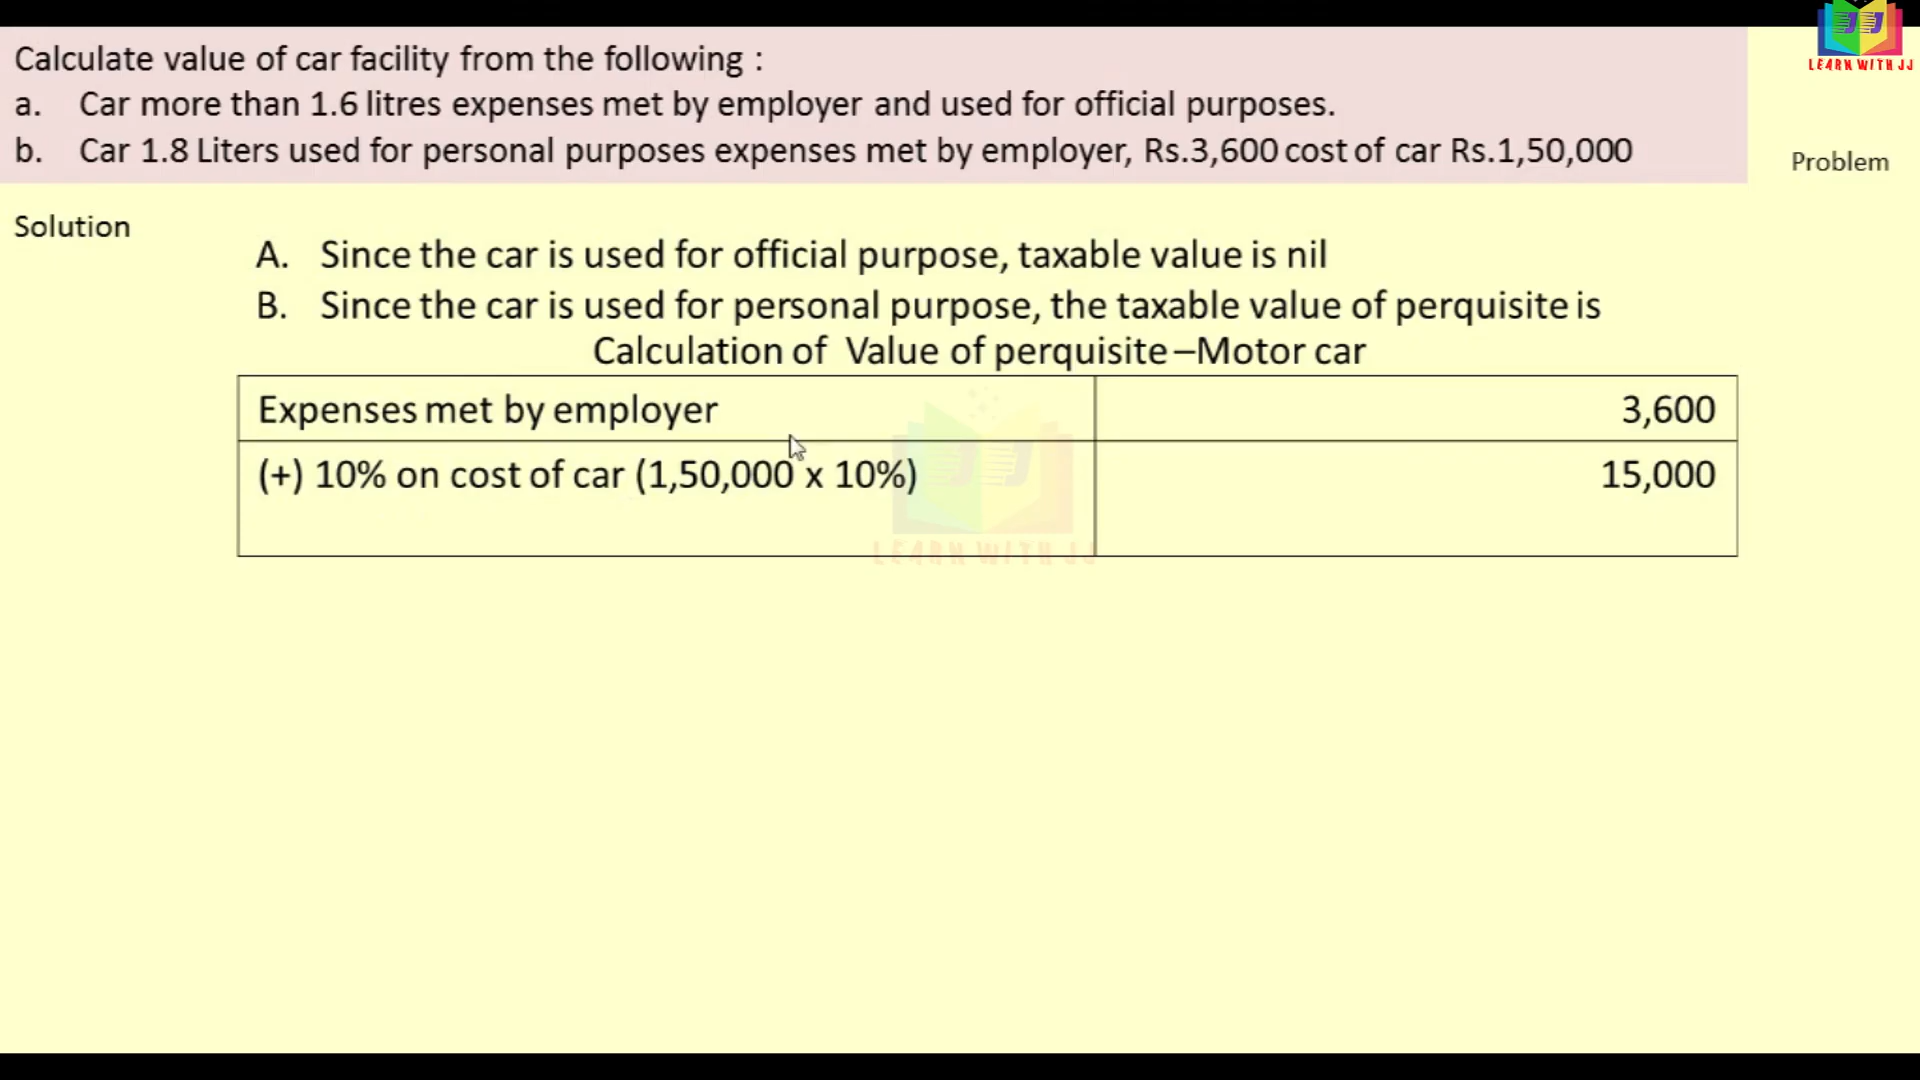 LEARN WITH JJ
Calculate value of car facility from the following :
a. Car more than 1.6 litres expenses met by employer and used for official purposes.
b. Car 1.8 Liters used for personal purposes expenses met by employer, Rs.3,600 cost of car Rs.1,50,000
Problem
Solution
A. Since the car is used for official purpose, taxable value is nil
B. Since the car is used for personal purpose, the taxable value of perquisite is
Calculation of Value of perquisite –Motor car
Expenses met by employer 3,600
(+) 10% on cost of car (1,50,000 x 10%) 15,000
LEARN WITH JJ